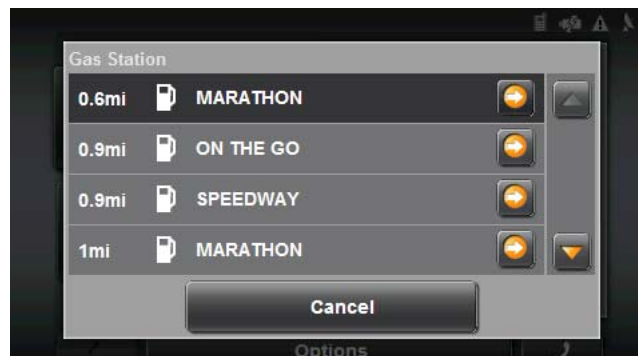 Gas Station
0.6mi MARATHON
0.9mi ON THE GO
0.9mi SPEEDWAY
1mi MARATHON
Cancel
Options